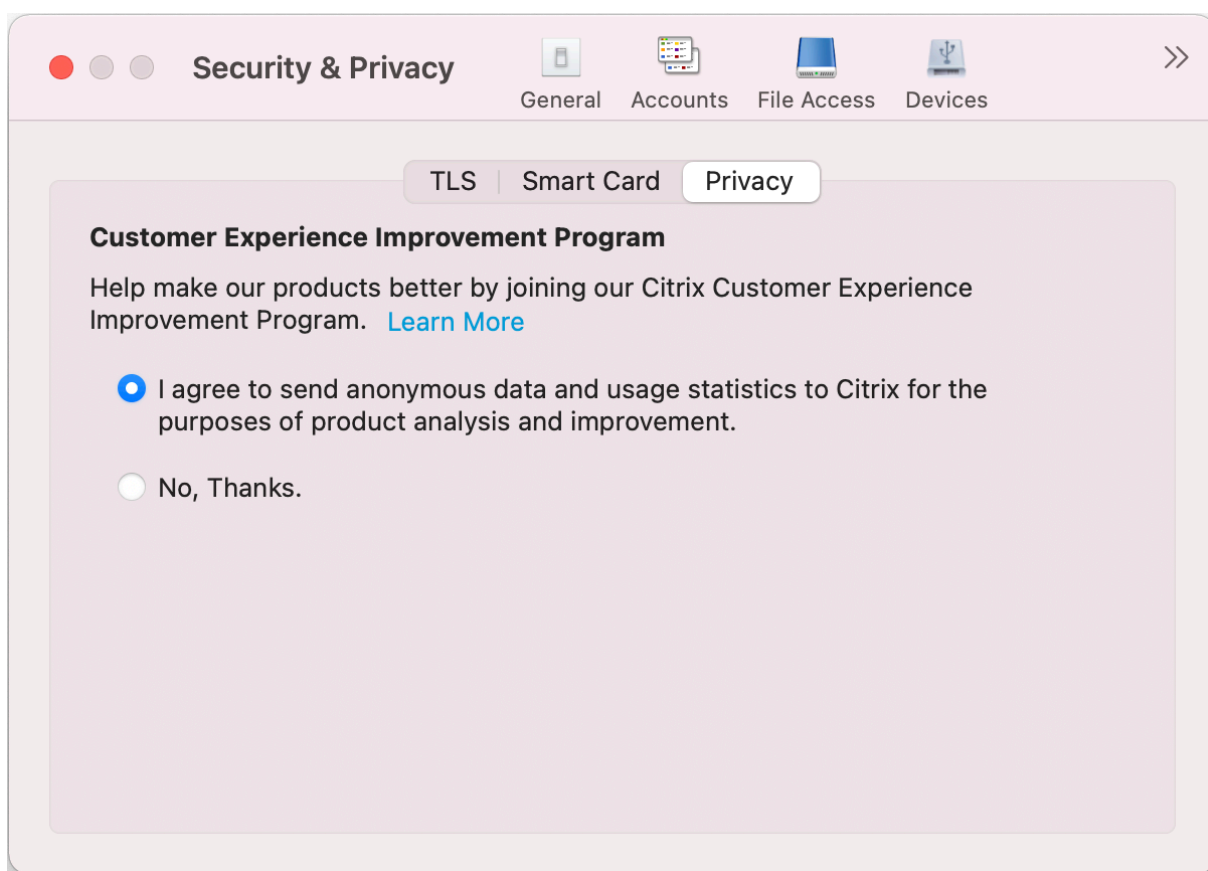 Security & Privacy
General
Accounts
File Access
Devices
TLS
Smart Card
Privacy
Customer Experience Improvement Program
Help make our products better by joining our Citrix Customer Experience
Improvement Program. Learn More
I agree to send anonymous data and usage statistics to Citrix for the
purposes of product analysis and improvement.
No, Thanks.